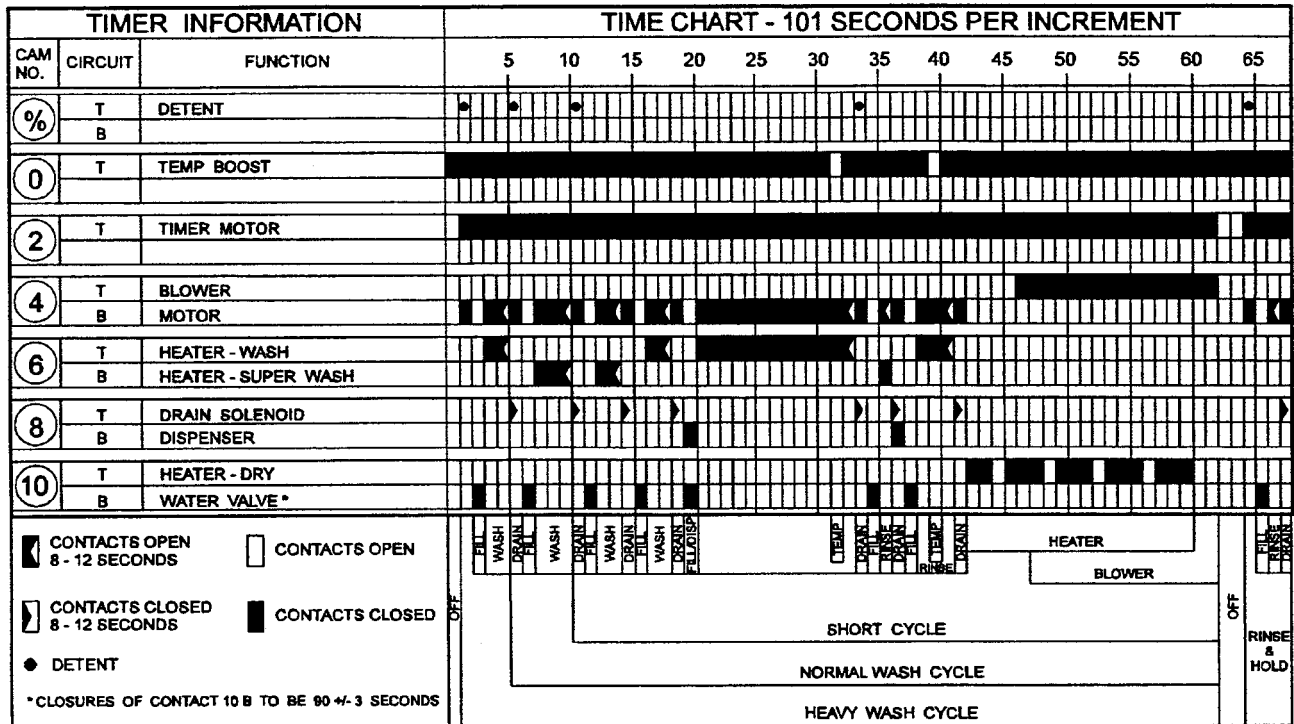 TIMER INFORMATION
TIME CHART - 101 SECONDS PER INCREMENT
CAM NO. CIRCUIT FUNCTION 5 10 15 20 25 30 35 40 45 50 55 60 65
% T DETENT
B
0 T TEMP BOOST
2 T TIMER MOTOR
4 T BLOWER
B MOTOR
6 T HEATER - WASH
B HEATER - SUPER WASH
8 T DRAIN SOLENOID
B DISPENSER
10 T HEATER - DRY
B WATER VALVE *
OFF FILL WASH DRAIN FILL WASH DRAIN FILL WASH DRAIN FILL WASH DRAIN FILL/DISP TEMP DRAIN FILL RINSE DRAIN FILL RINSE TEMP DRAIN
HEATER
BLOWER
OFF
FILL RINSE DRAIN
RINSE
&
HOLD
SHORT CYCLE
NORMAL WASH CYCLE
HEAVY WASH CYCLE
CONTACTS OPEN
8 - 12 SECONDS
CONTACTS OPEN
CONTACTS CLOSED
8 - 12 SECONDS
CONTACTS CLOSED
DETENT
*CLOSURES OF CONTACT 10 B TO BE 90 +/- 3 SECONDS